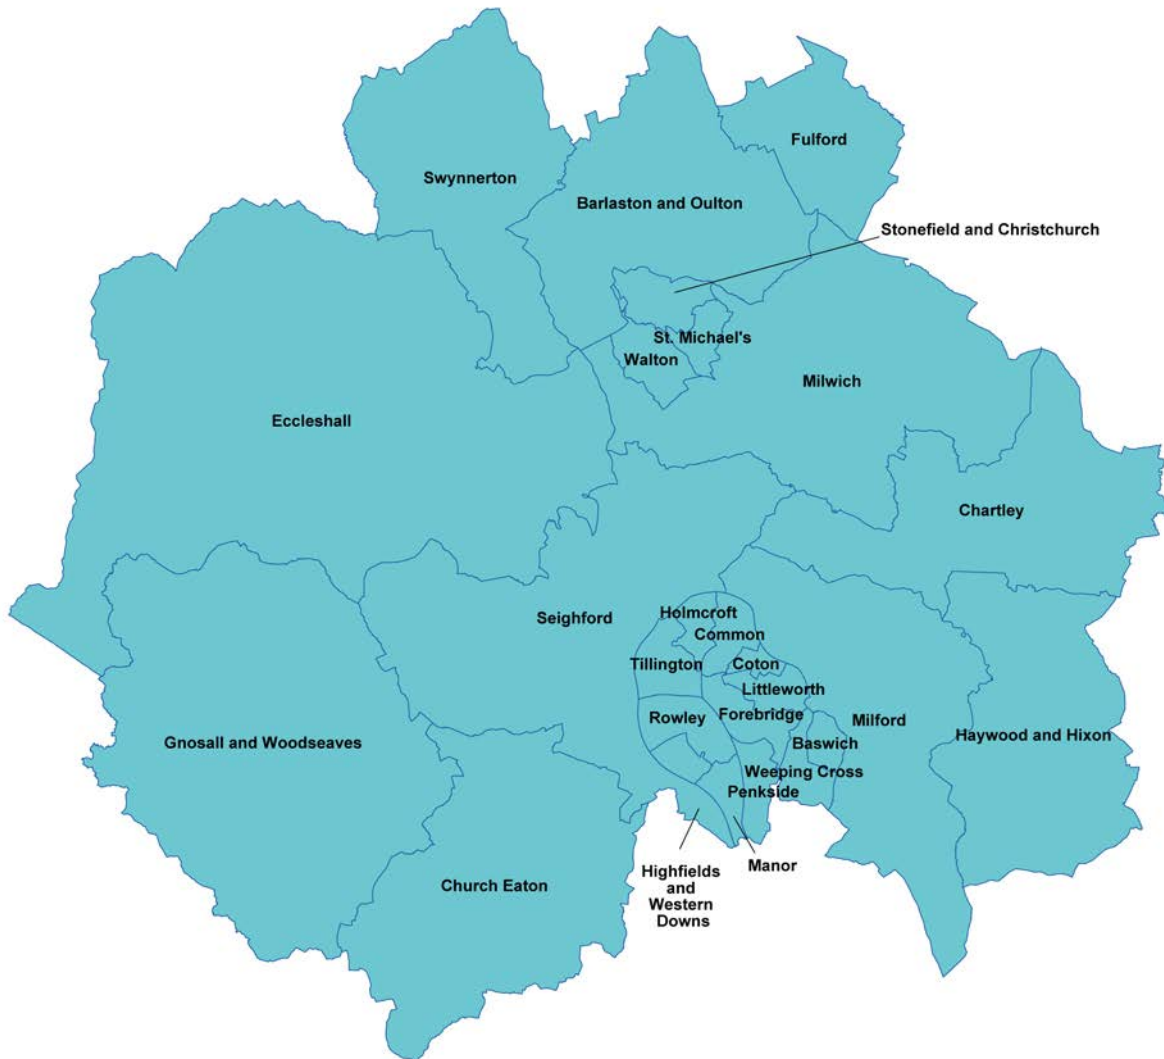 Fulford
Swynnerton
Barlaston and Oulton
Stonefield and Christchurch
St. Michael's
Walton
Milwich
Eccleshall
Chartley
Holmcroft
Seighford
Common
Tillington
Coton
Littleworth
Rowley
Forebridge
Milford
Gnosall and Woodseaves
Baswich
Haywood and Hixon
Weeping Cross
Penkside
Manor
Highfields
and
Western
Downs
Church Eaton